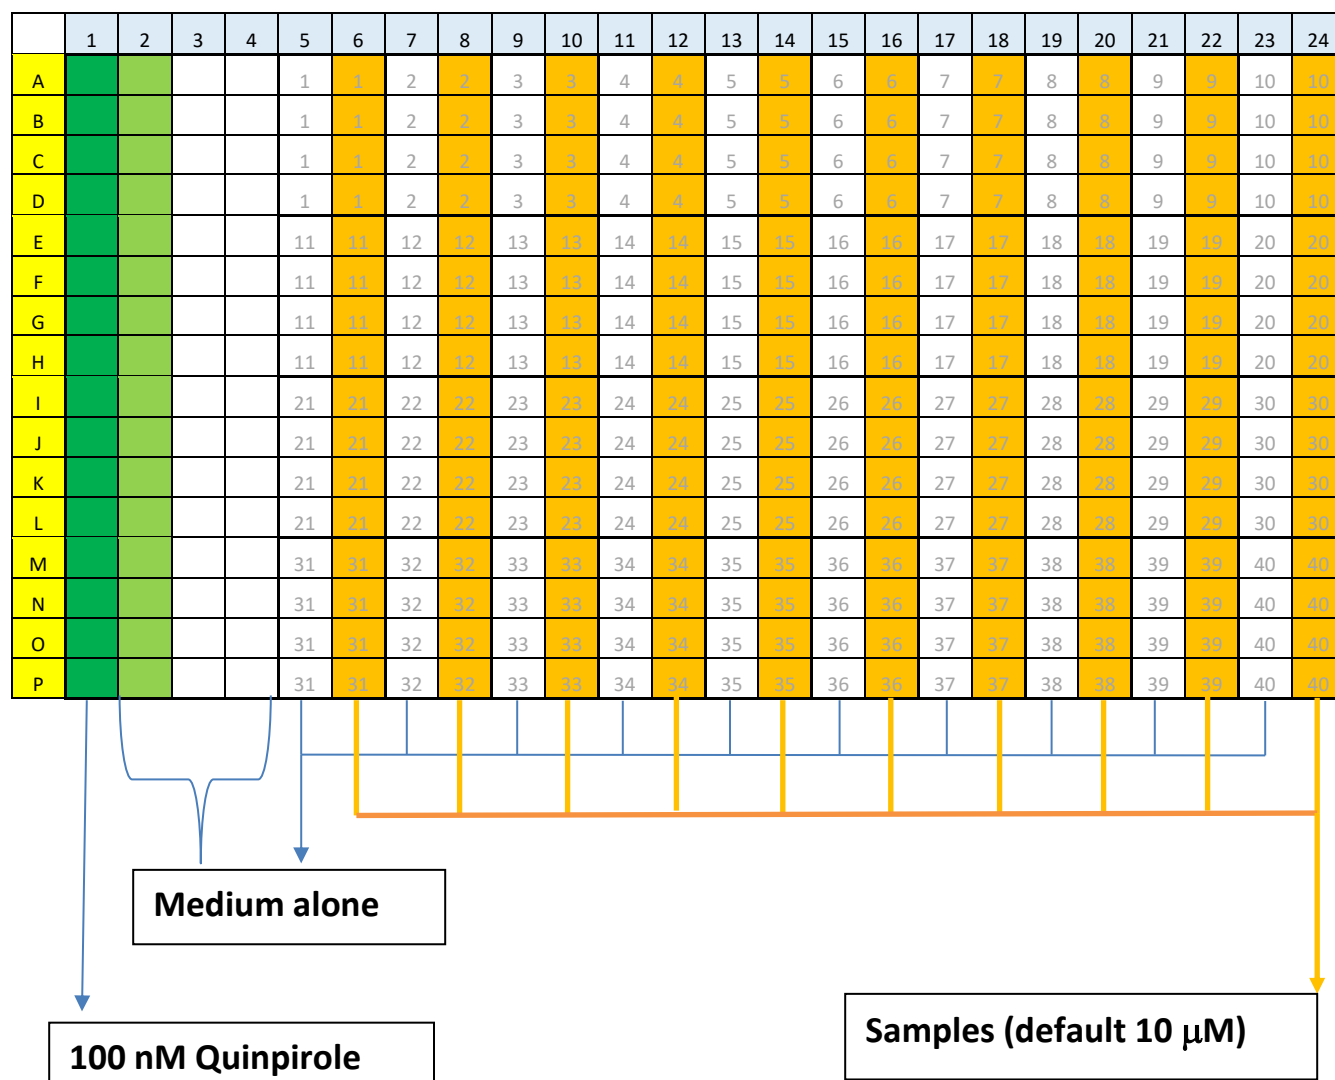 1 2 3 4 5 6 7 8 9 10 11 12 13 14 15 16 17 18 19 20 21 22 23 24
A 1 1 2 2 3 3 4 4 5 5 6 6 7 7 8 8 9 9 10 10
B 1 1 2 2 3 3 4 4 5 5 6 6 7 7 8 8 9 9 10 10
C 1 1 2 2 3 3 4 4 5 5 6 6 7 7 8 8 9 9 10 10
D 1 1 2 2 3 3 4 4 5 5 6 6 7 7 8 8 9 9 10 10
E 11 11 12 12 13 13 14 14 15 15 16 16 17 17 18 18 19 19 20 20
F 11 11 12 12 13 13 14 14 15 15 16 16 17 17 18 18 19 19 20 20
G 11 11 12 12 13 13 14 14 15 15 16 16 17 17 18 18 19 19 20 20
H 11 11 12 12 13 13 14 14 15 15 16 16 17 17 18 18 19 19 20 20
I 21 21 22 22 23 23 24 24 25 25 26 26 27 27 28 28 29 29 30 30
J 21 21 22 22 23 23 24 24 25 25 26 26 27 27 28 28 29 29 30 30
K 21 21 22 22 23 23 24 24 25 25 26 26 27 27 28 28 29 29 30 30
L 21 21 22 22 23 23 24 24 25 25 26 26 27 27 28 28 29 29 30 30
M 31 31 32 32 33 33 34 34 35 35 36 36 37 37 38 38 39 39 40 40
N 31 31 32 32 33 33 34 34 35 35 36 36 37 37 38 38 39 39 40 40
O 31 31 32 32 33 33 34 34 35 35 36 36 37 37 38 38 39 39 40 40
P 31 31 32 32 33 33 34 34 35 35 36 36 37 37 38 38 39 39 40 40
Medium alone
Samples (default 10 μM)
100 nM Quinpirole